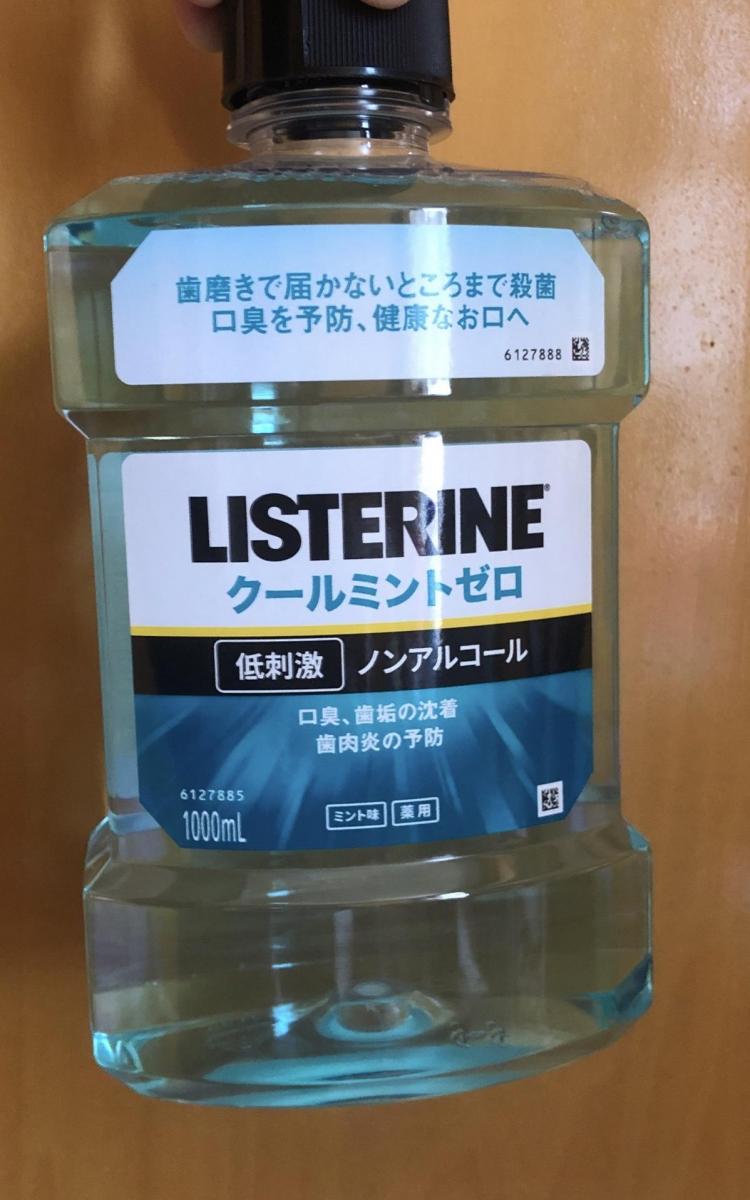 歯磨きで届かないところまで殺菌
口臭を予防、健康なお口へ
6127888
LISTERINE®
クールミントゼロ
低刺激 ノンアルコール
口臭、歯垢の沈着
歯肉炎の予防
6127885
1000mL ミント味 薬用